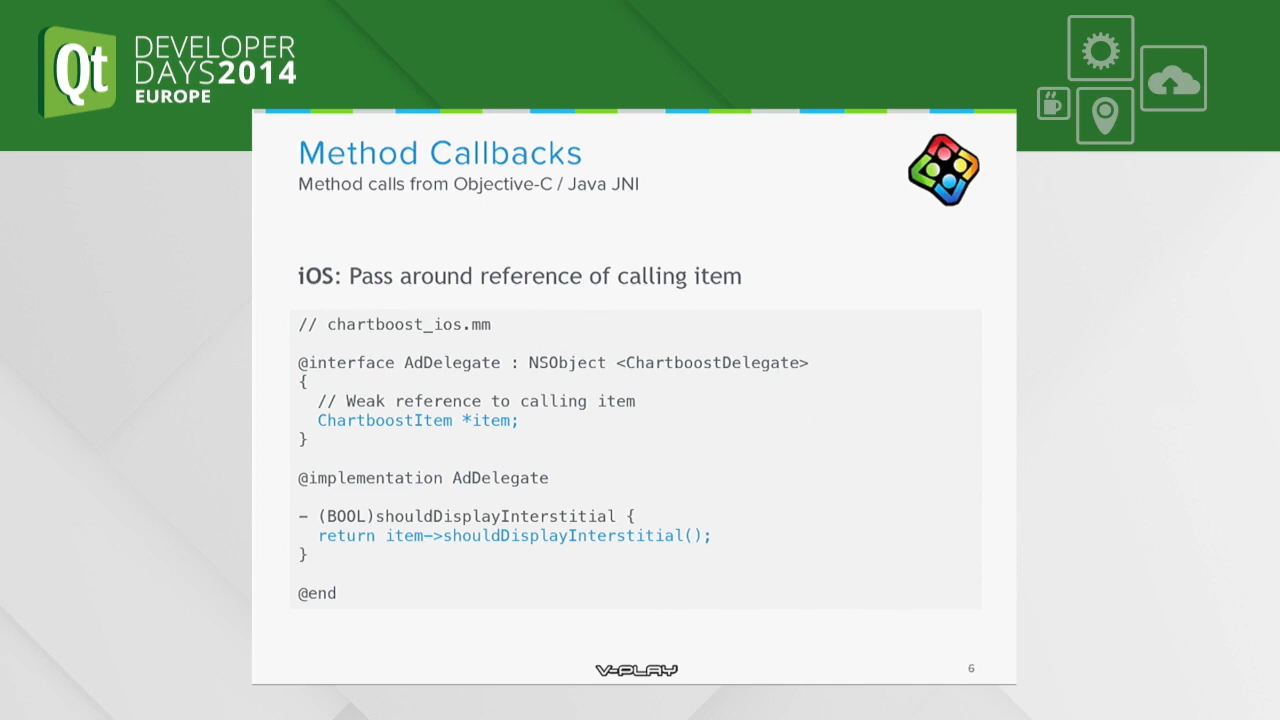 Qt
DEVELOPER
DAYS2014
EUROPE
Method Callbacks
Method calls from Objective-C / Java JNI
iOS: Pass around reference of calling item
// chartboost_ios.mm
@interface AdDelegate : NSObject <ChartboostDelegate>
{
// Weak reference to calling item
ChartboostItem *item;
}
@implementation AdDelegate
- (BOOL)shouldDisplayInterstitial {
return item->shouldDisplayInterstitial();
}
@end
V-PLAY
6